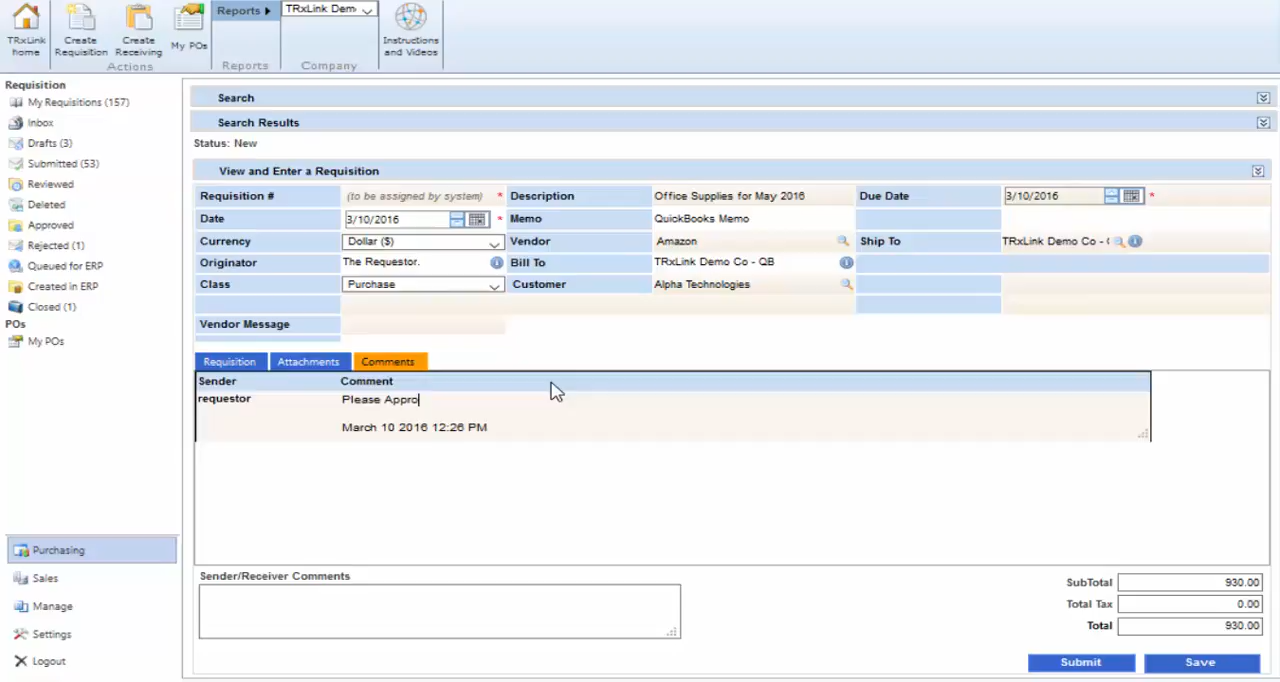 TRxLink home
Create Requisition
Create Receiving
My POs
Actions
Reports
Reports
TRxLink Dem
Company
Instructions and Videos
Requisition
My Requisitions (157)
Inbox
Drafts (3)
Submitted (53)
Reviewed
Deleted
Approved
Rejected (1)
Queued for ERP
Created in ERP
Closed (1)
POs
My POs
Purchasing
Sales
Manage
Settings
Logout
Search
Search Results
Status: New
View and Enter a Requisition
Requisition # (to be assigned by system) * Description Office Supplies for May 2016 Due Date 3/10/2016 *
Date 3/10/2016 * Memo QuickBooks Memo
Currency Dollar ($) Vendor Amazon Ship To TRxLink Demo Co -
Originator The Requestor. Bill To TRxLink Demo Co - QB
Class Purchase Customer Alpha Technologies
Vendor Message
Requisition Attachments Comments
Sender Comment
requestor Please Appro
March 10 2016 12:26 PM
Sender/Receiver Comments
SubTotal 930.00
Total Tax 0.00
Total 930.00
Submit Save